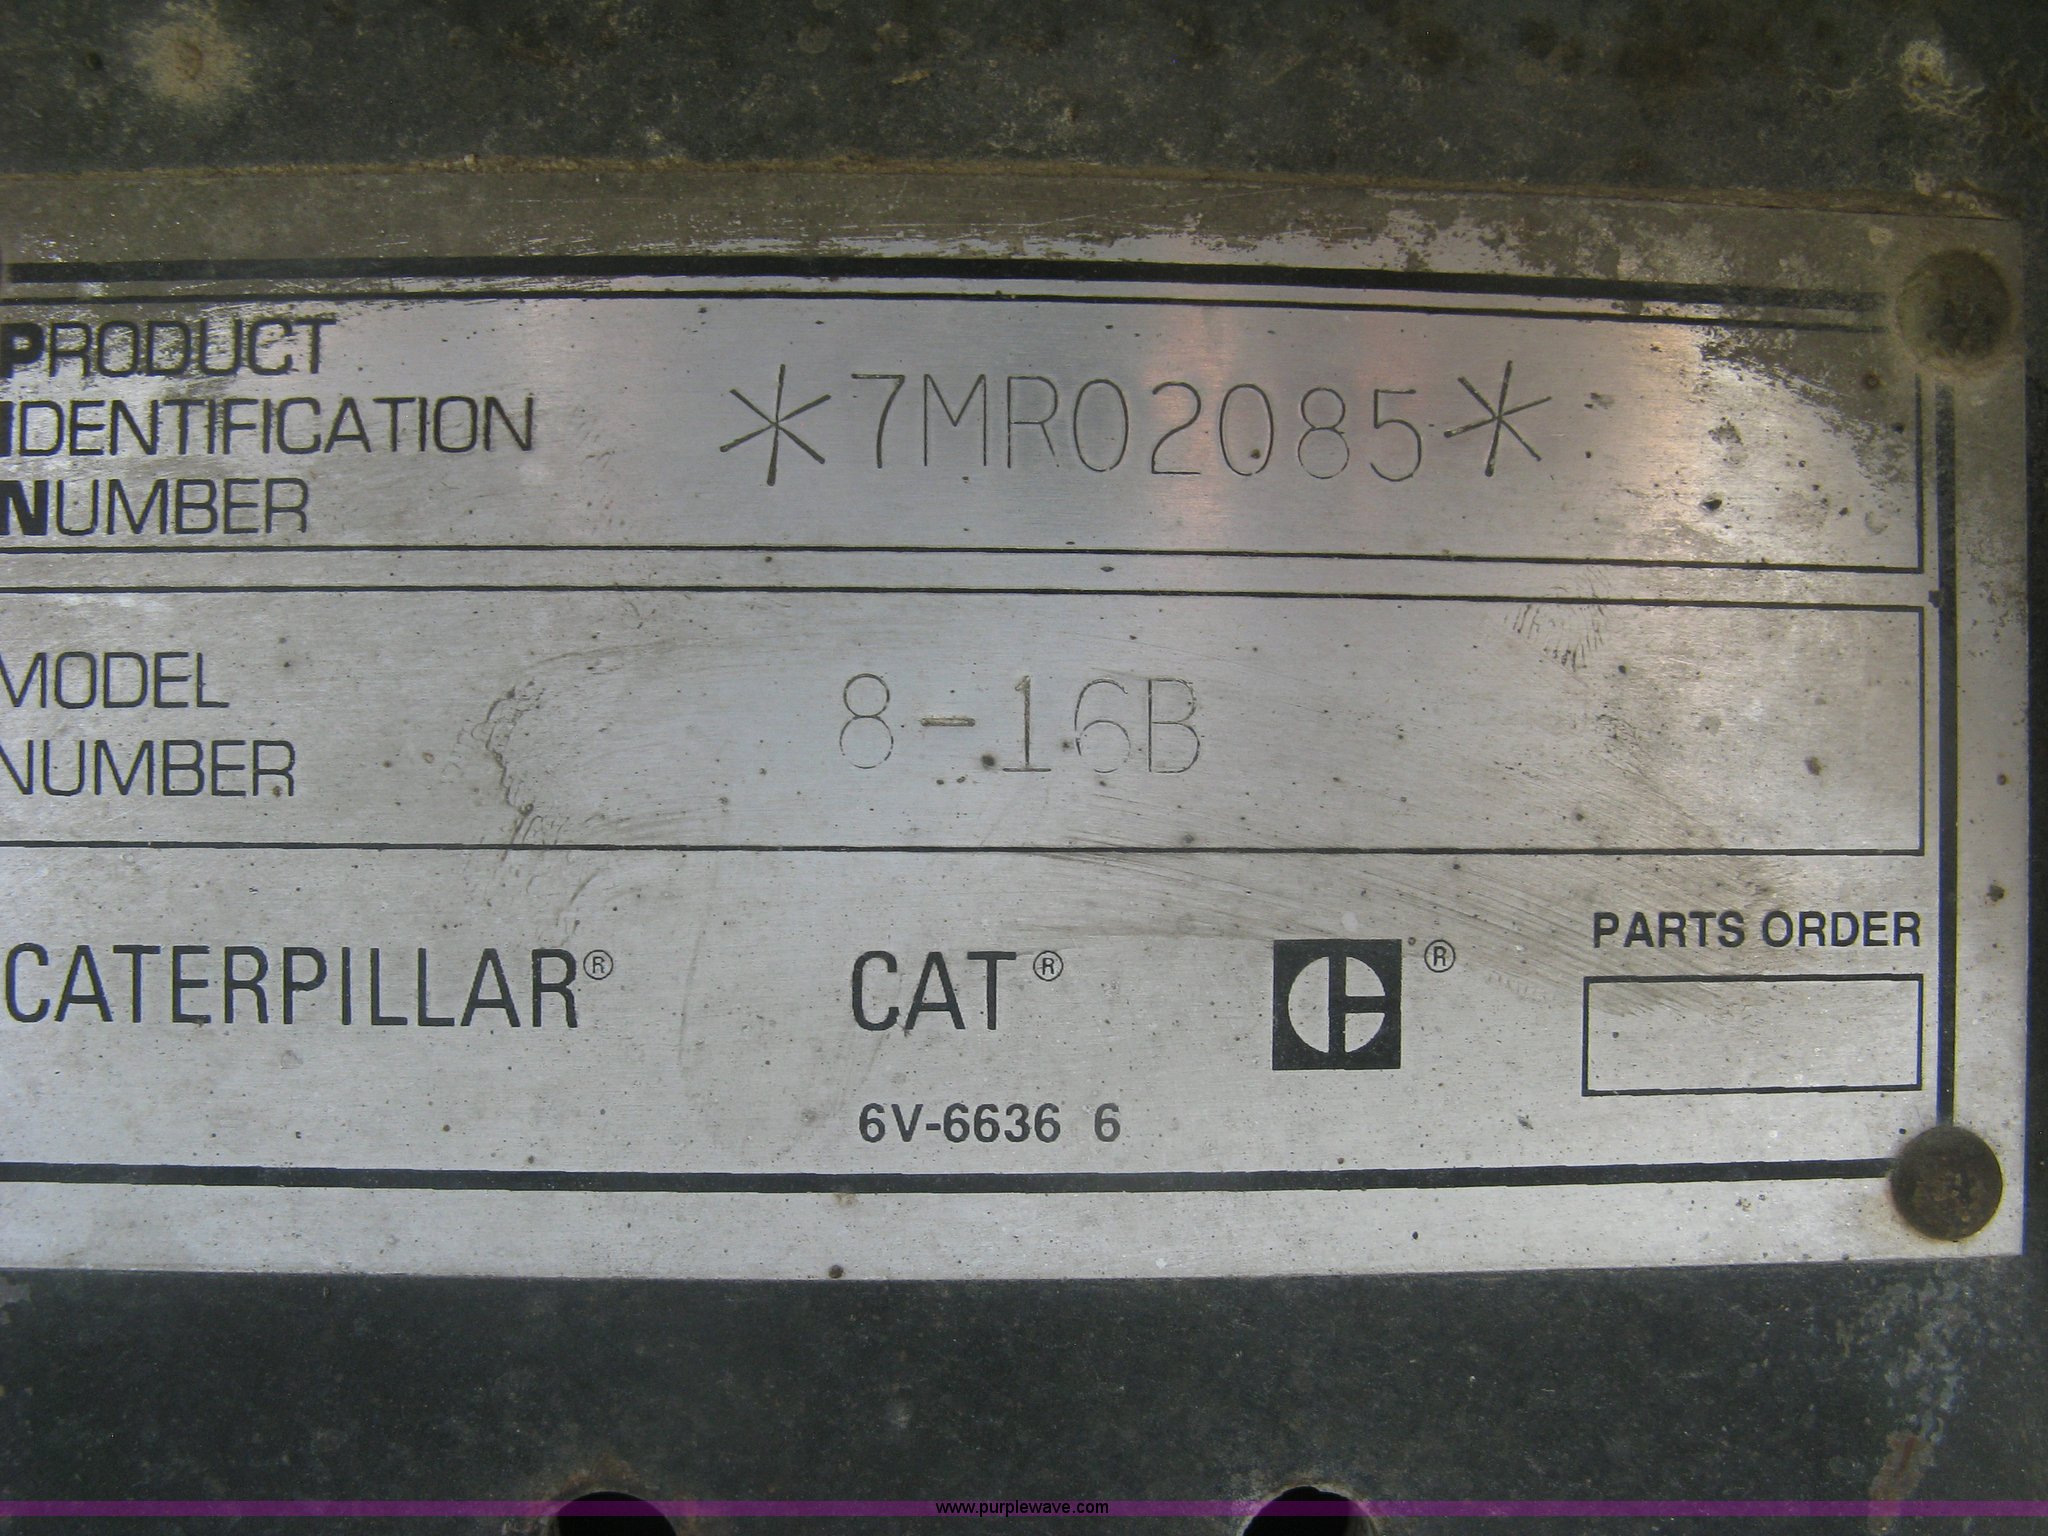 PRODUCT
IDENTIFICATION
NUMBER
*7MR02085*
MODEL
NUMBER
8-16B
CATERPILLAR® CAT® ®
PARTS ORDER
6V-6636 6
www.purplewave.com